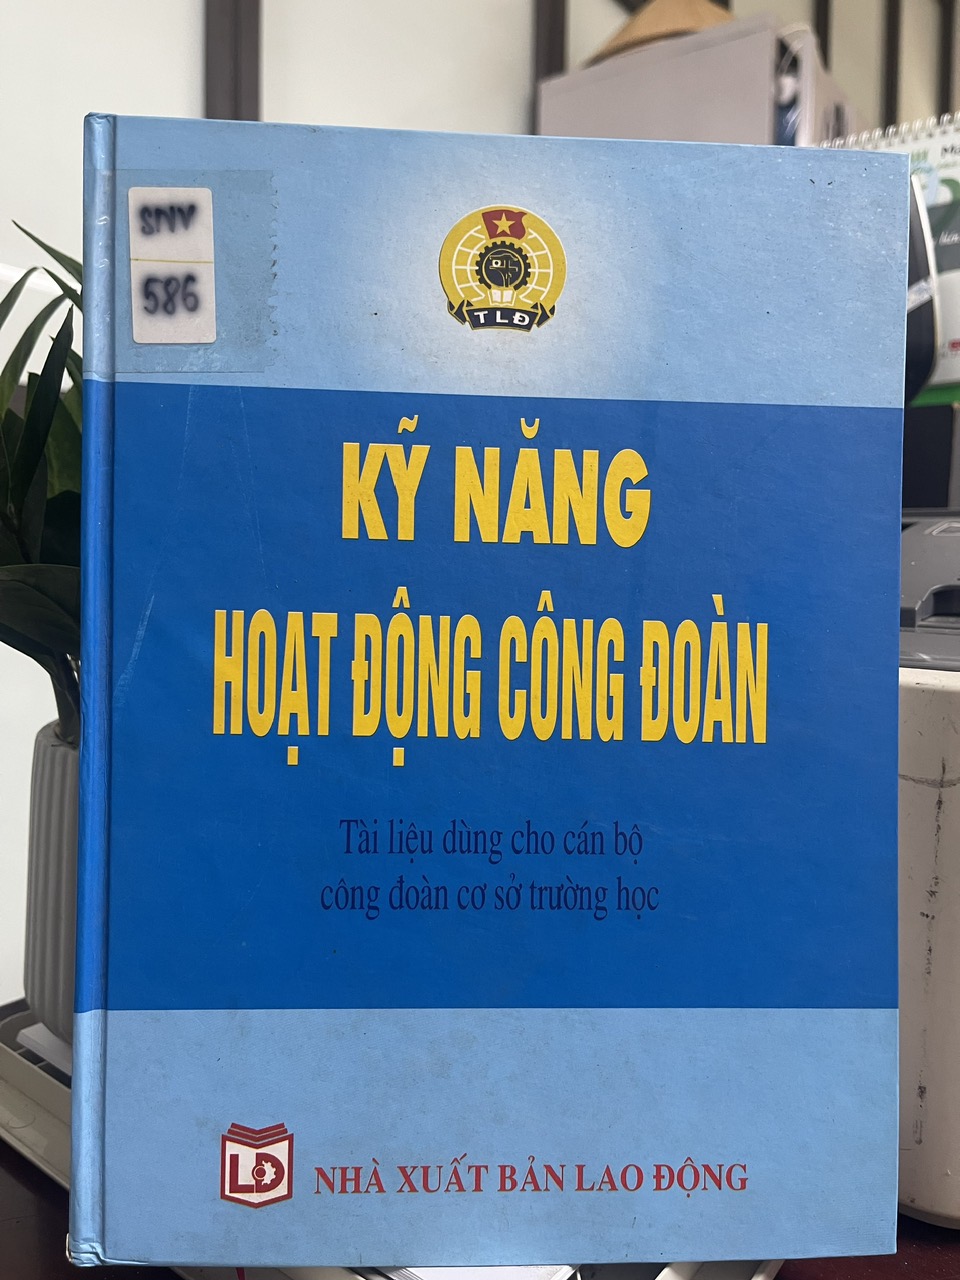 SNV
586
TLĐ
KỸ NĂNG
HOẠT ĐỘNG CÔNG ĐOÀN
Tài liệu dùng cho cán bộ
công đoàn cơ sở trường học
LĐ
NHÀ XUẤT BẢN LAO ĐỘNG